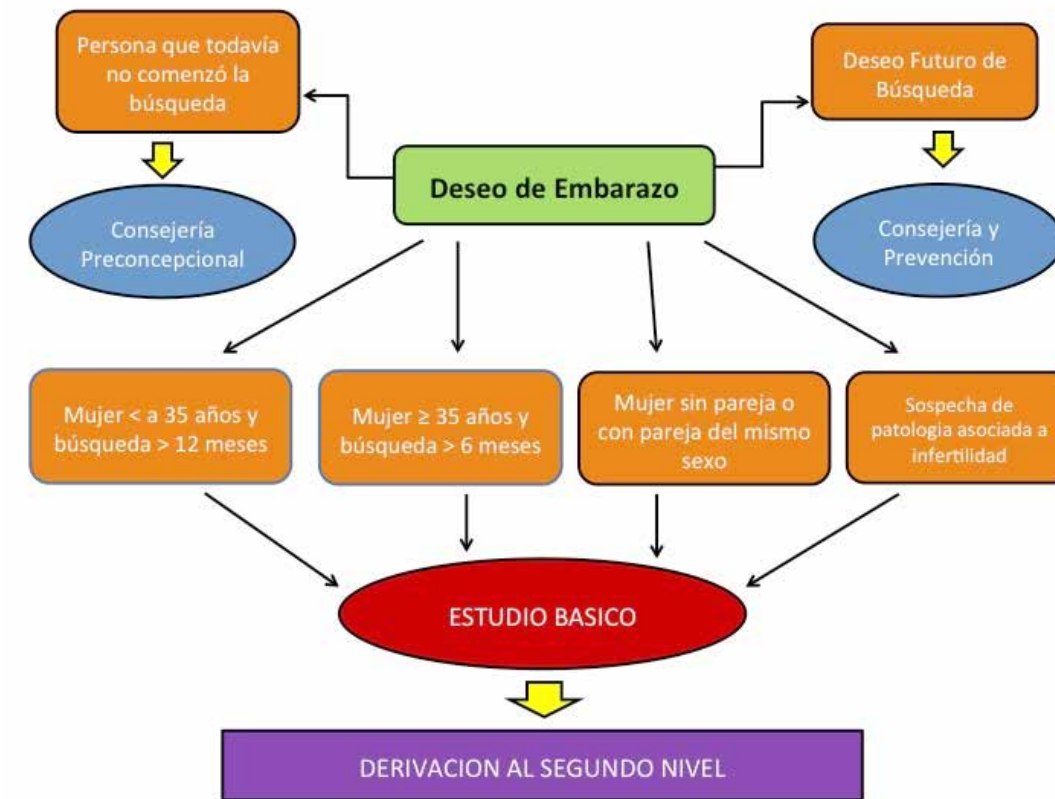 Persona que todavía
no comenzó la
búsqueda
Deseo Futuro de
Búsqueda
Deseo de Embarazo
Consejería
Preconcepcional
Consejería y
Prevención
Mujer < a 35 años y
búsqueda > 12 meses
Mujer ≥ 35 años y
búsqueda > 6 meses
Mujer sin pareja o
con pareja del mismo
sexo
Sospecha de
patologia asociada a
infertilidad
ESTUDIO BASICO
DERIVACION AL SEGUNDO NIVEL